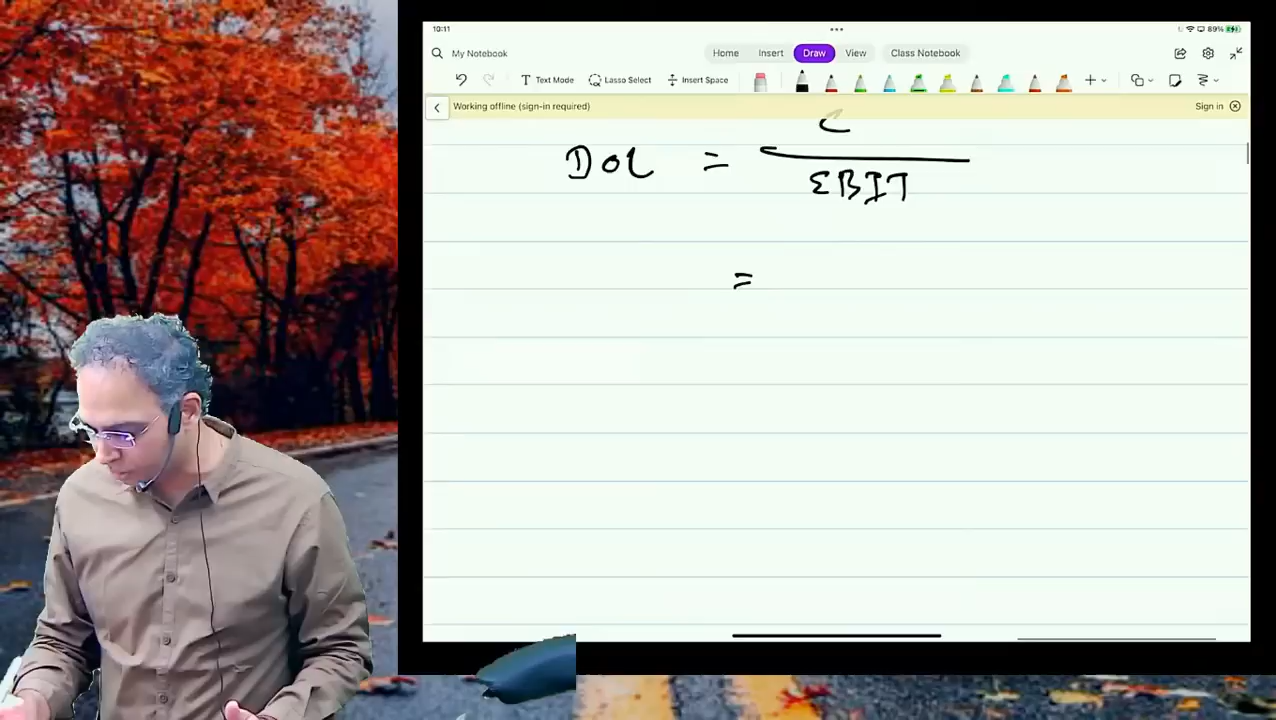 10:11
89%
My Notebook
Home Insert Draw View Class Notebook
Text Mode Lasso Select Insert Space
Working offline (sign-in required) Sign in
C
DOL =
EBIT
=